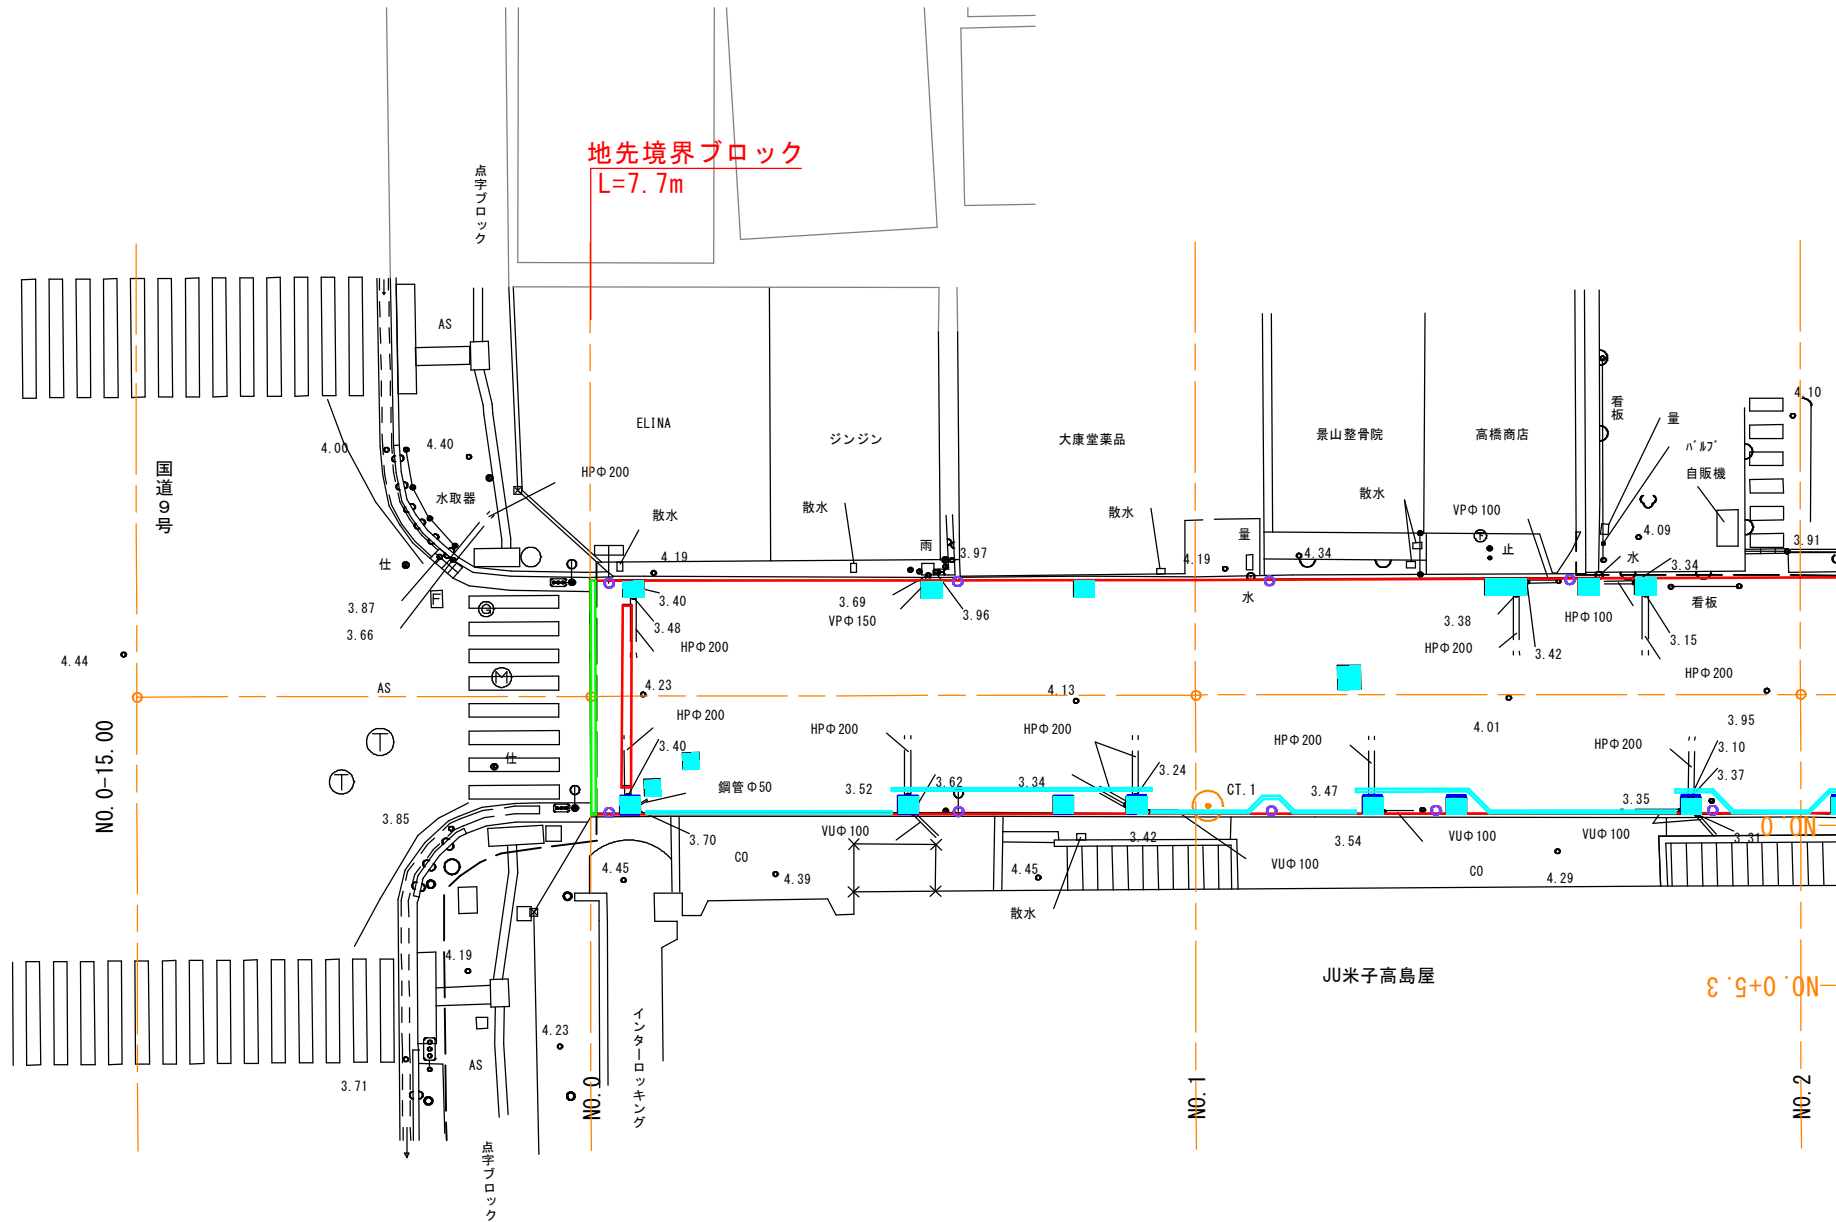 地先境界ブロック
L=7.7m
点字ブロック
AS
4.00
4.40
国道9号
水取器
HPΦ200
ELINA
ジンジン
大康堂薬品
景山整骨院
高橋商店
看板
量
バルブ
自販機
4.10
散水
散水
散水
散水
VPΦ100
止
4.09
3.91
仕
4.19
雨
3.97
4.19
量
4.34
水
3.34
3.87
3.66
F
G
3.40
3.48
HPΦ200
3.69
VPΦ150
3.96
水
3.38
HPΦ200
3.42
HPΦ100
看板
3.15
HPΦ200
4.44
AS
M
4.23
4.13
4.01
3.95
NO.0-15.00
T
T
仕
HPΦ200
3.40
HPΦ200
HPΦ200
HPΦ200
HPΦ200
3.10
3.37
鋼管Φ50
3.52
3.62
3.34
3.24
CT.1
3.47
3.35
3.85
3.70
VUΦ100
3.42
VUΦ100
3.54
VUΦ100
VUΦ100
3.31
NO.0
CO
4.45
4.39
4.45
CO
4.29
散水
4.19
JU米子高島屋
NO.0+5.3
4.23
インターロッキング
AS
3.71
NO.0
NO.1
NO.2
点字ブロック